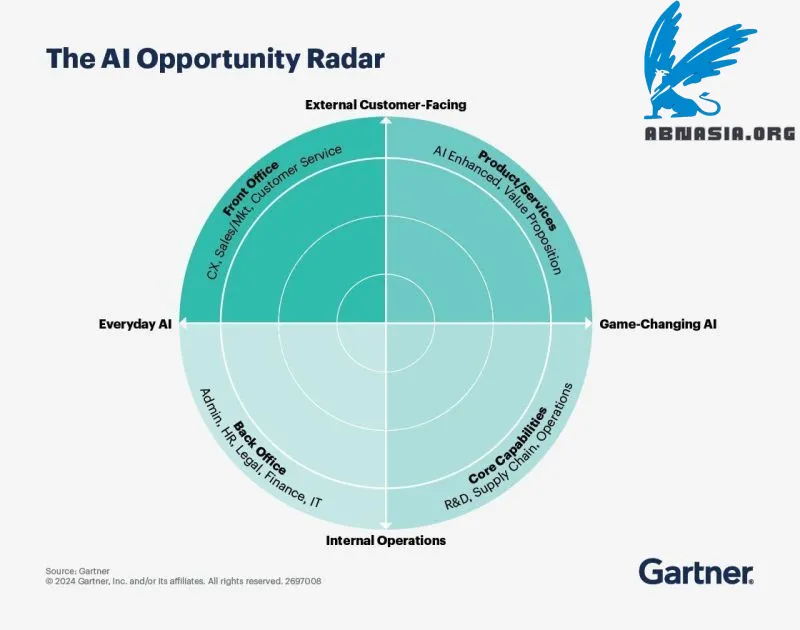 The AI Opportunity Radar
ABNASIA.ORG
External Customer-Facing
Front Office
CX, Sales/Mkt, Customer Service
Product/Services
AI Enhanced, Value Proposition
Everyday AI
Game-Changing AI
Back Office
Admin, HR, Legal, Finance, IT
Core Capabilities
R&D, Supply Chain, Operations
Internal Operations
Source: Gartner
© 2024 Gartner, Inc. and/or its affiliates. All rights reserved. 2697008
Gartner®